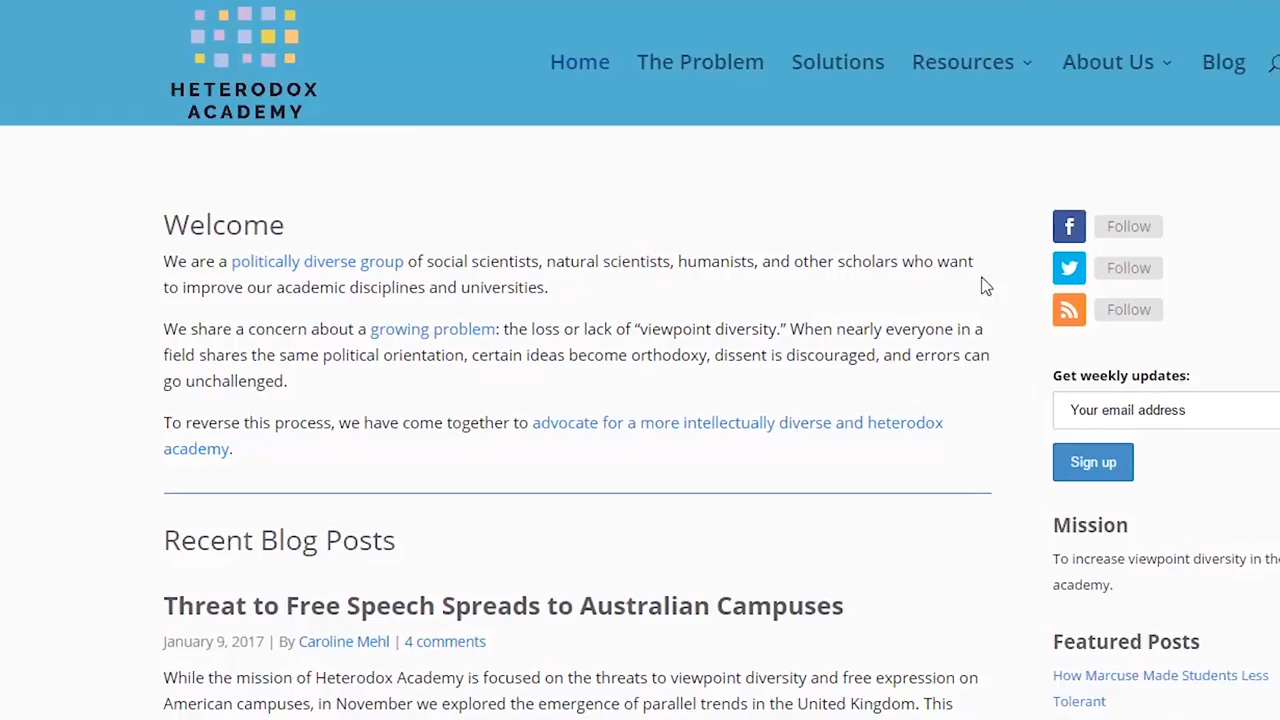 HETERODOX
ACADEMY
Home The Problem Solutions Resources About Us Blog
Welcome
We are a politically diverse group of social scientists, natural scientists, humanists, and other scholars who want
to improve our academic disciplines and universities.
We share a concern about a growing problem: the loss or lack of “viewpoint diversity.” When nearly everyone in a
field shares the same political orientation, certain ideas become orthodoxy, dissent is discouraged, and errors can
go unchallenged.
To reverse this process, we have come together to advocate for a more intellectually diverse and heterodox
academy.
Recent Blog Posts
Threat to Free Speech Spreads to Australian Campuses
January 9, 2017 | By Caroline Mehl | 4 comments
While the mission of Heterodox Academy is focused on the threats to viewpoint diversity and free expression on
American campuses, in November we explored the emergence of parallel trends in the United Kingdom. This
f Follow
Follow
Follow
Get weekly updates:
Your email address
Sign up
Mission
To increase viewpoint diversity in the
academy.
Featured Posts
How Marcuse Made Students Less
Tolerant